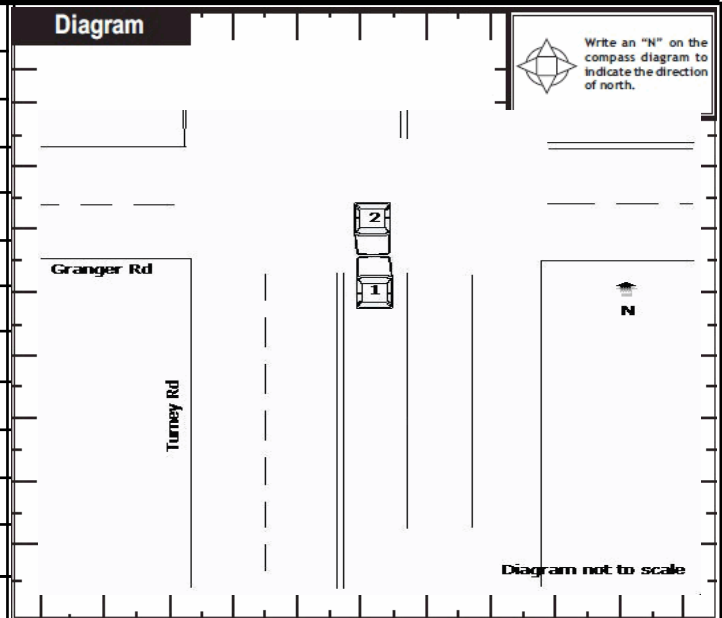 Diagram
Write an “N” on the
compass diagram to
indicate the direction
of north.
2
Granger Rd
1
N
Turney Rd
Diagram not to scale